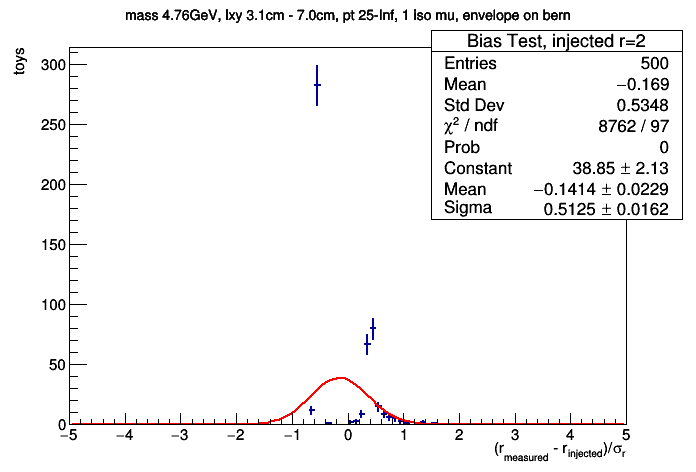 mass 4.76GeV, lxy 3.1cm - 7.0cm, pt 25-Inf, 1 Iso mu, envelope on bern
Bias Test, injected r=2
Entries 500
Mean −0.169
Std Dev 0.5348
χ² / ndf 8762 / 97
Prob 0
Constant 38.85 ± 2.13
Mean −0.1414 ± 0.0229
Sigma 0.5125 ± 0.0162
toys
300
250
200
150
100
50
0
−5 −4 −3 −2 −1 0 1 2 3 4 5
(r_measured - r_injected)/σ_r